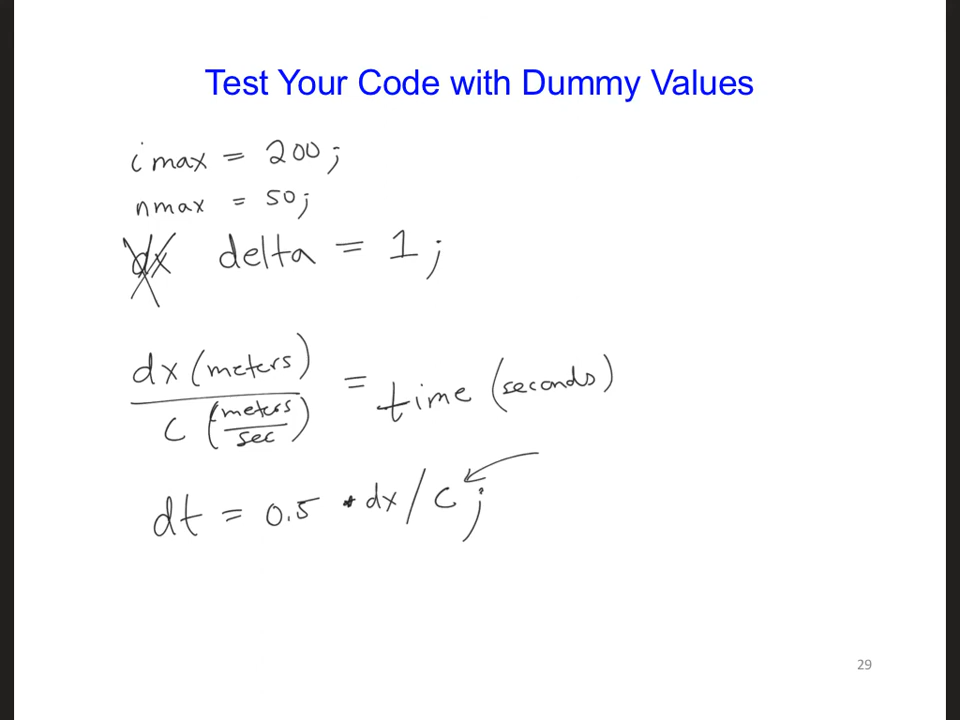 Test Your Code with Dummy Values
imax = 200;
nmax = 50;
dx delta = 1;
dx (meters)
= time (seconds)
c (meters/sec)
dt = 0.5 * dx / c;
29